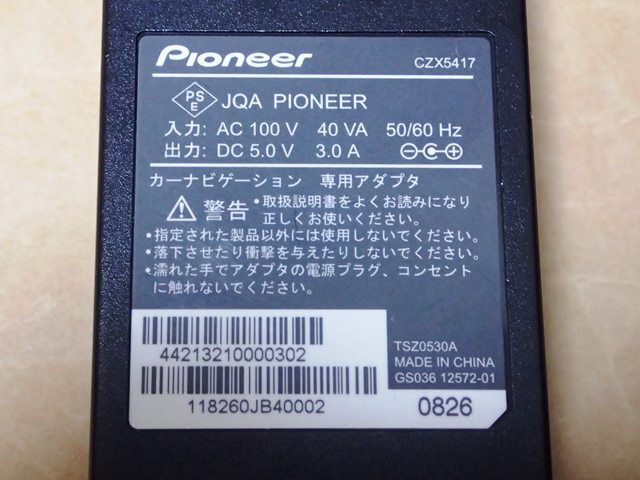 Pioneer
CZX5417
PS
E
JQA PIONEER
入力: AC 100 V 40 VA 50/60 Hz
出力: DC 5.0 V 3.0 A
カーナビゲーション 専用アダプタ
警告 •取扱説明書をよくお読みになり
正しくお使いください。
•指定された製品以外には使用しないでください。
•落下させたり衝撃を与えたりしないでください。
•濡れた手でアダプタの電源プラグ、コンセント
に触れないでください。
44213210000302
118260JB40002
TSZ0530A
MADE IN CHINA
GS036 12572-01
0826